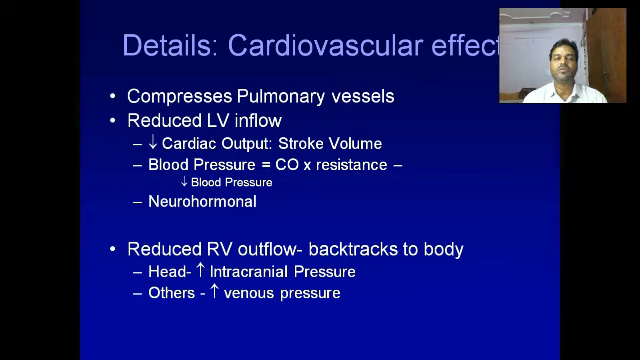 Details: Cardiovascular effect
• Compresses Pulmonary vessels
• Reduced LV inflow
– ↓ Cardiac Output: Stroke Volume
– Blood Pressure = CO x resistance –
↓ Blood Pressure
– Neurohormonal
• Reduced RV outflow- backtracks to body
– Head- ↑ Intracranial Pressure
– Others - ↑ venous pressure